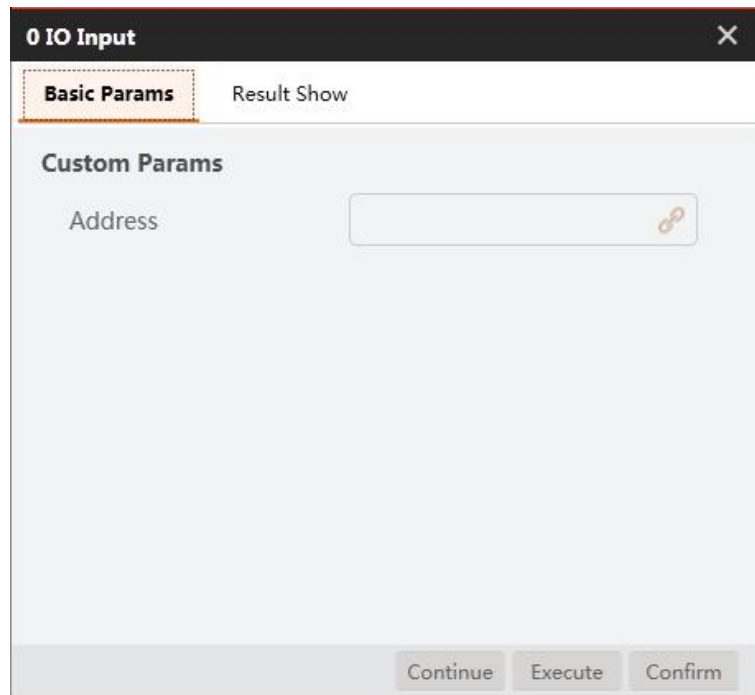 0 IO Input
Basic Params Result Show
Custom Params
Address
Continue Execute Confirm